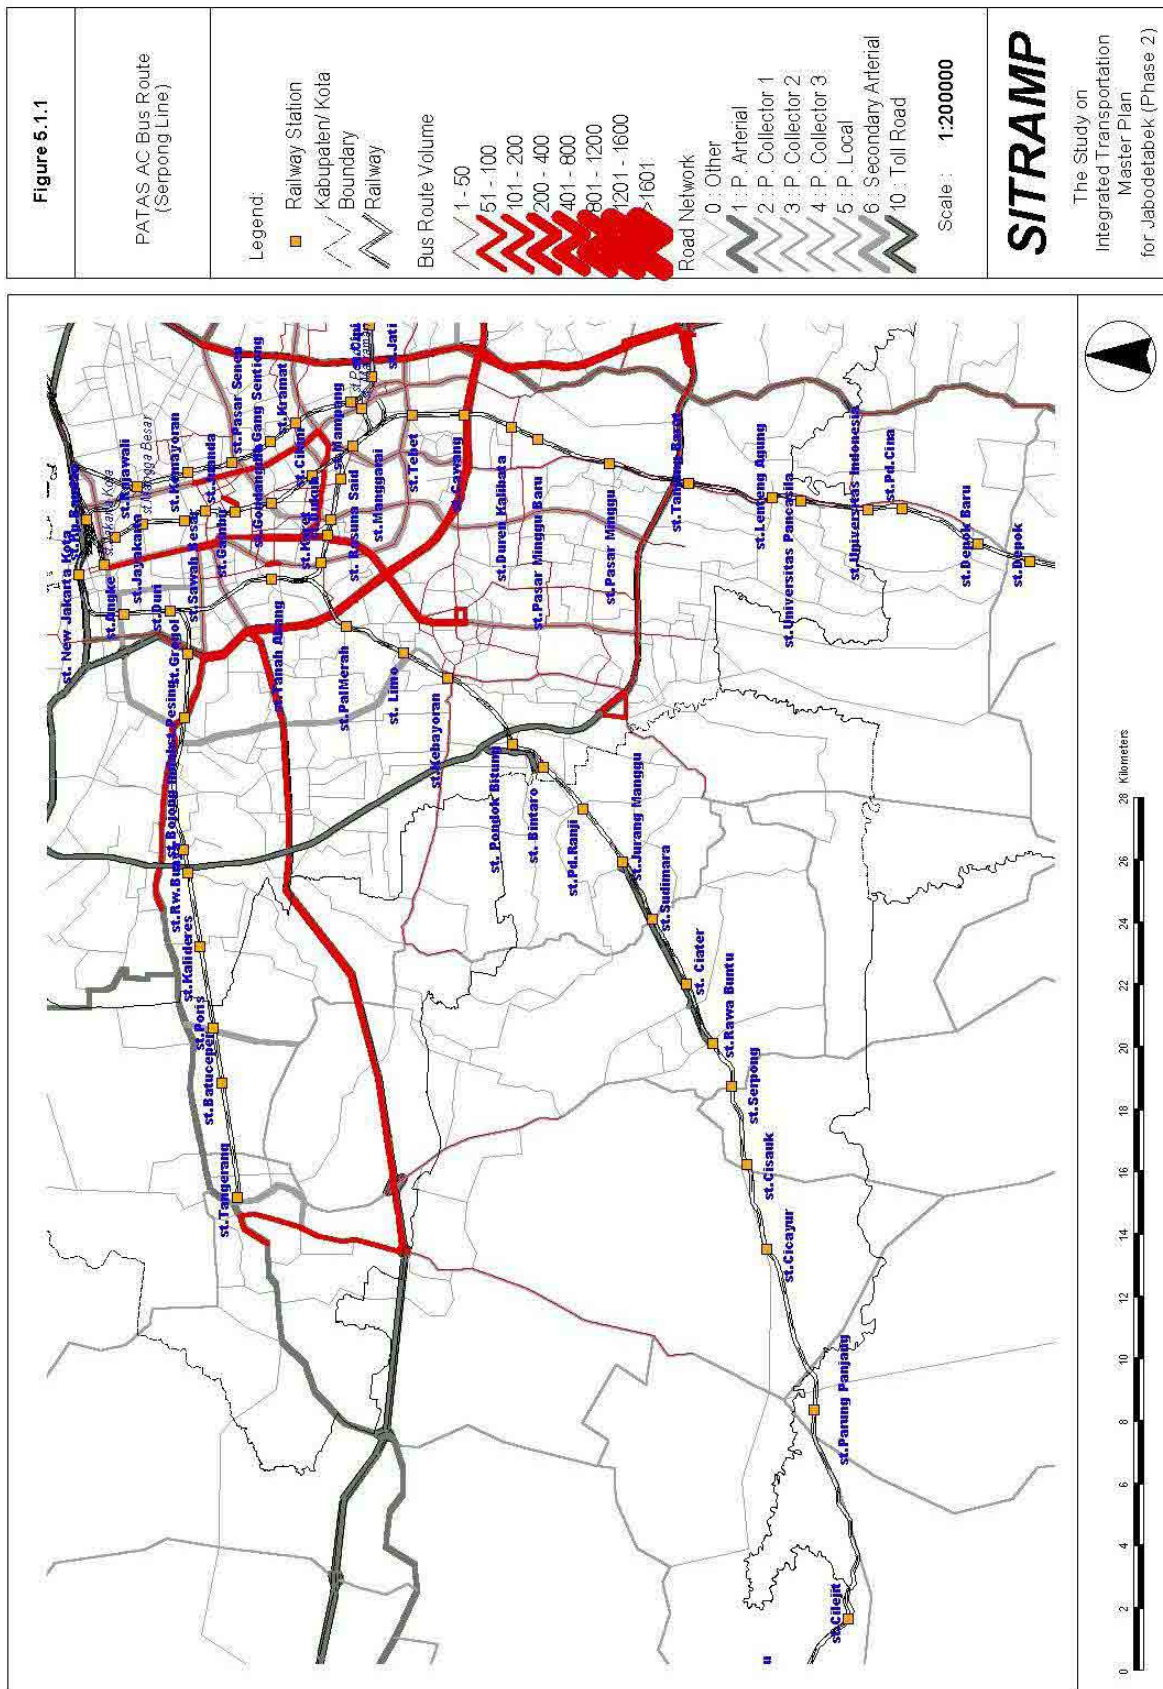 Figure 5.1.1
PATAS AC Bus Route
(Serpong Line)
Legend:
Railway Station
Kabupaten/ Kota
Boundary
Railway
Bus Route Volume
1 - 50
51 - 100
101 - 200
200 - 400
401 - 800
801 - 1200
1201 - 1600
>1601
Road Network
0 : Other
1 : P. Arterial
2 : P. Collector 1
3 : P. Collector 2
4 : P. Collector 3
5 : P. Local
6 : Secondary Arterial
10 : Toll Road
Scale : 1:200000
SITRAMP
The Study on
Integrated Transportation
Master Plan
for Jabodetabek (Phase 2)
st. New Jakarta Kota
st.Rajawali
st.Kemayoran
st.Pasar Senen
st.Gang Sentiong
st.Kramat
st.Jati
st.Angke
st.Jayakarta
st.Mangga Besar
st.Duri
st.Sawah Besar
st.Juanda
st.Gambir
st.Gondangdia
st.Cikini
st.Mampang
st.Grogol
st.Pesing
st.Tanah Abang
st.Karet
st. Rasuna Said
st.Manggarai
st.Tebet
st.Cawang
st.PalMerah
st. Limo
st.Kebayoran
st.Duren Kalibata
st.Pasar Minggu Baru
st.Pasar Minggu
st.Tanjung Barat
st.Lenteng Agung
st.Universitas Pancasila
st.Universitas Indonesia
st.Pd.Cina
st.Depok Baru
st.Depok
st.Bojong Indah
st.Rw.Buaya
st.Kalideres
st.Poris
st.Batuceper
st.Tangerang
st. Pondok Bitung
st. Bintaro
st.Pd.Ranji
st.Jurang Manggu
st.Sudimara
st. Ciater
st.Rawa Buntu
st.Serpong
st.Cisauk
st.Cicayur
st.Parung Panjang
st.Cilejit
u
0 2 4 6 8 10 12 14 16 18 20 22 24 26 28 Kilometers